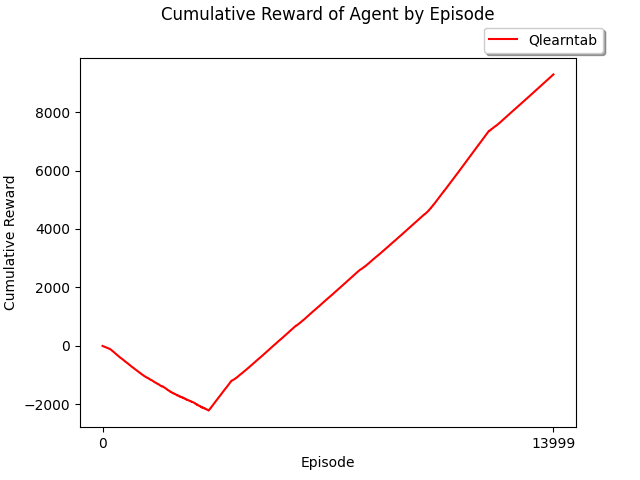 Cumulative Reward of Agent by Episode
Qlearntab
8000
6000
4000
2000
0
−2000
Cumulative Reward
0
13999
Episode